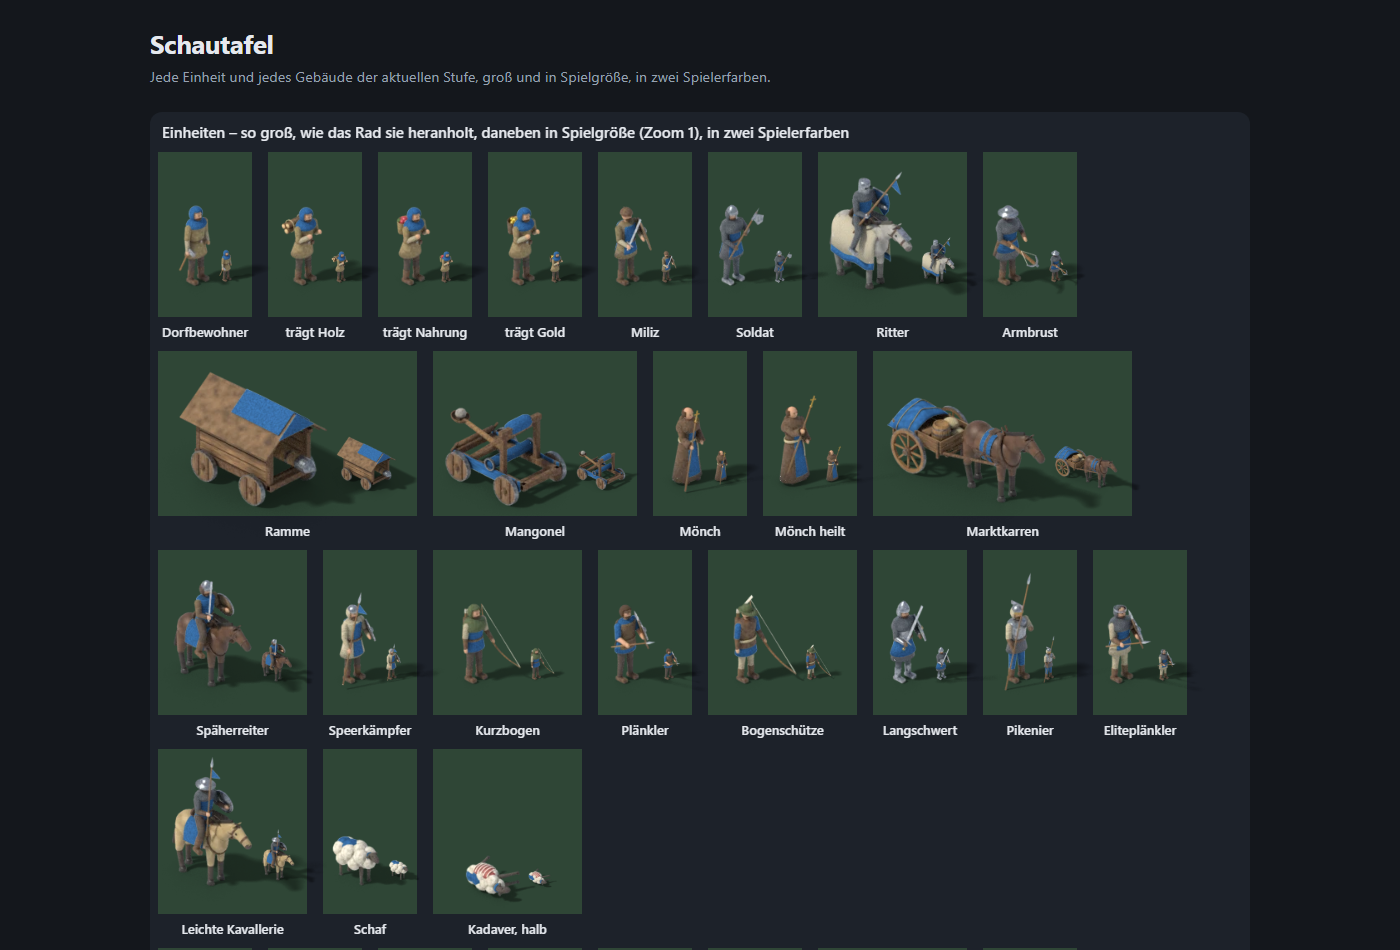 Schautafel
Jede Einheit und jedes Gebäude der aktuellen Stufe, groß und in Spielgröße, in zwei Spielerfarben.
Einheiten – so groß, wie das Rad sie heranholt, daneben in Spielgröße (Zoom 1), in zwei Spielerfarben
Dorfbewohner
trägt Holz
trägt Nahrung
trägt Gold
Miliz
Soldat
Ritter
Armbrust
Ramme
Mangonel
Mönch
Mönch heilt
Marktkarren
Späherreiter
Speerkämpfer
Kurzbogen
Plänkler
Bogenschütze
Langschwert
Pikenier
Eliteplänkler
Leichte Kavallerie
Schaf
Kadaver, halb